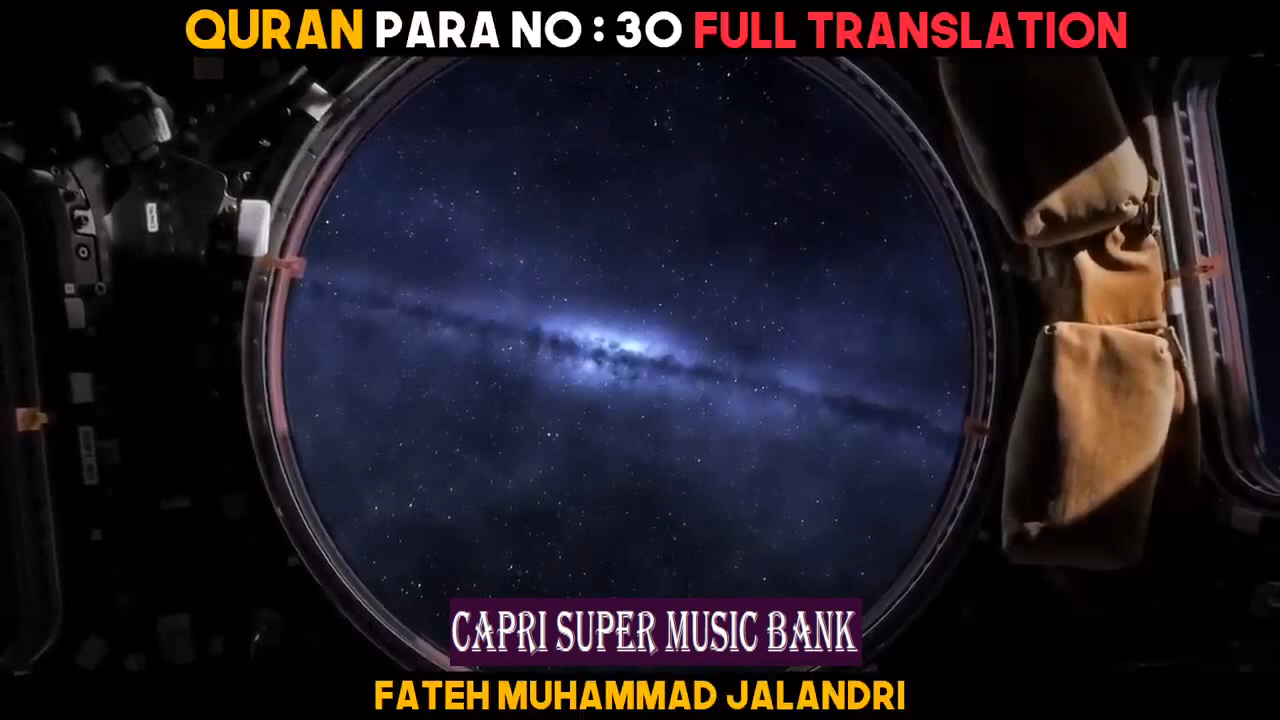 QURAN PARA NO : 30 FULL TRANSLATION
CAPRI SUPER MUSIC BANK
FATEH MUHAMMAD JALANDRI